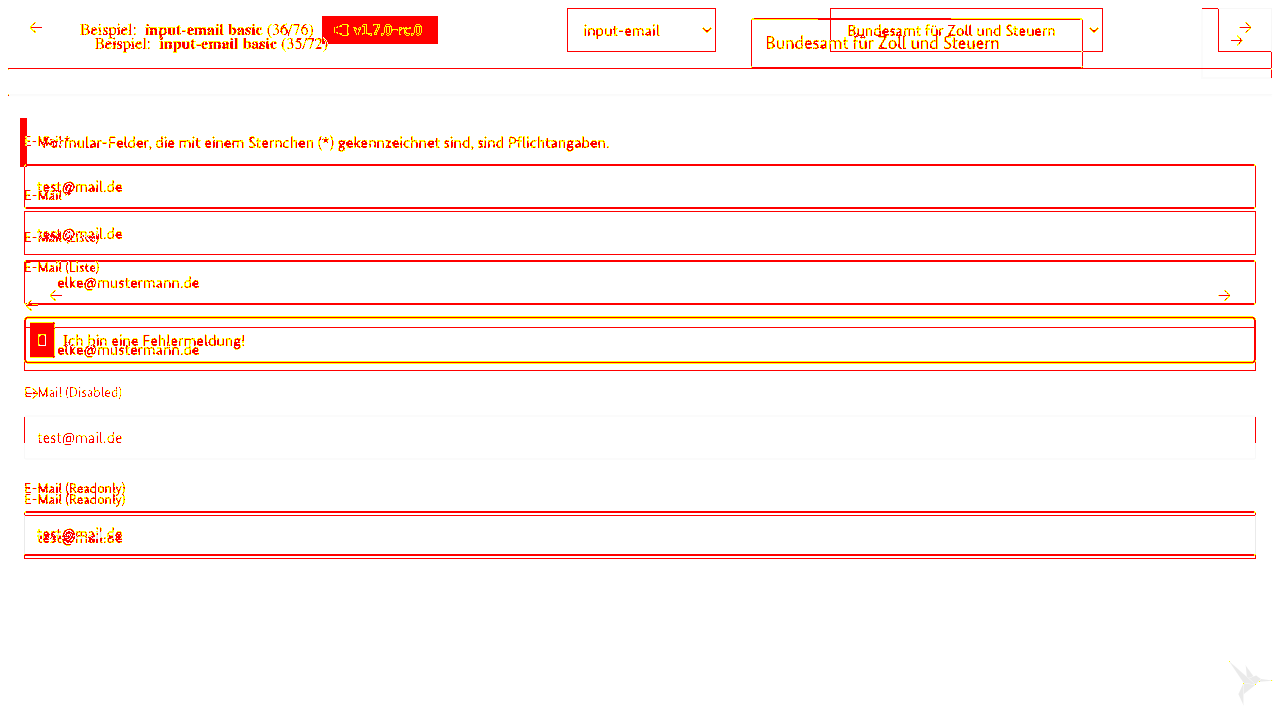 Beispiel: input-email basic (36/76) v1.7.0-rc.0 input-email Bundesamt für Zoll und Steuern
Beispiel: input-email basic (35/72) Bundesamt für Zoll und Steuern
E-Mail *
Formular-Felder, die mit einem Sternchen (*) gekennzeichnet sind, sind Pflichtangaben.
test@mail.de
E-Mail *
test@mail.de
E-Mail (Liste)
E-Mail (Liste)
elke@mustermann.de
Ich bin eine Fehlermeldung!
elke@mustermann.de
E-Mail (Disabled)
test@mail.de
E-Mail (Readonly)
E-Mail (Readonly)
test@mail.de
test@mail.de